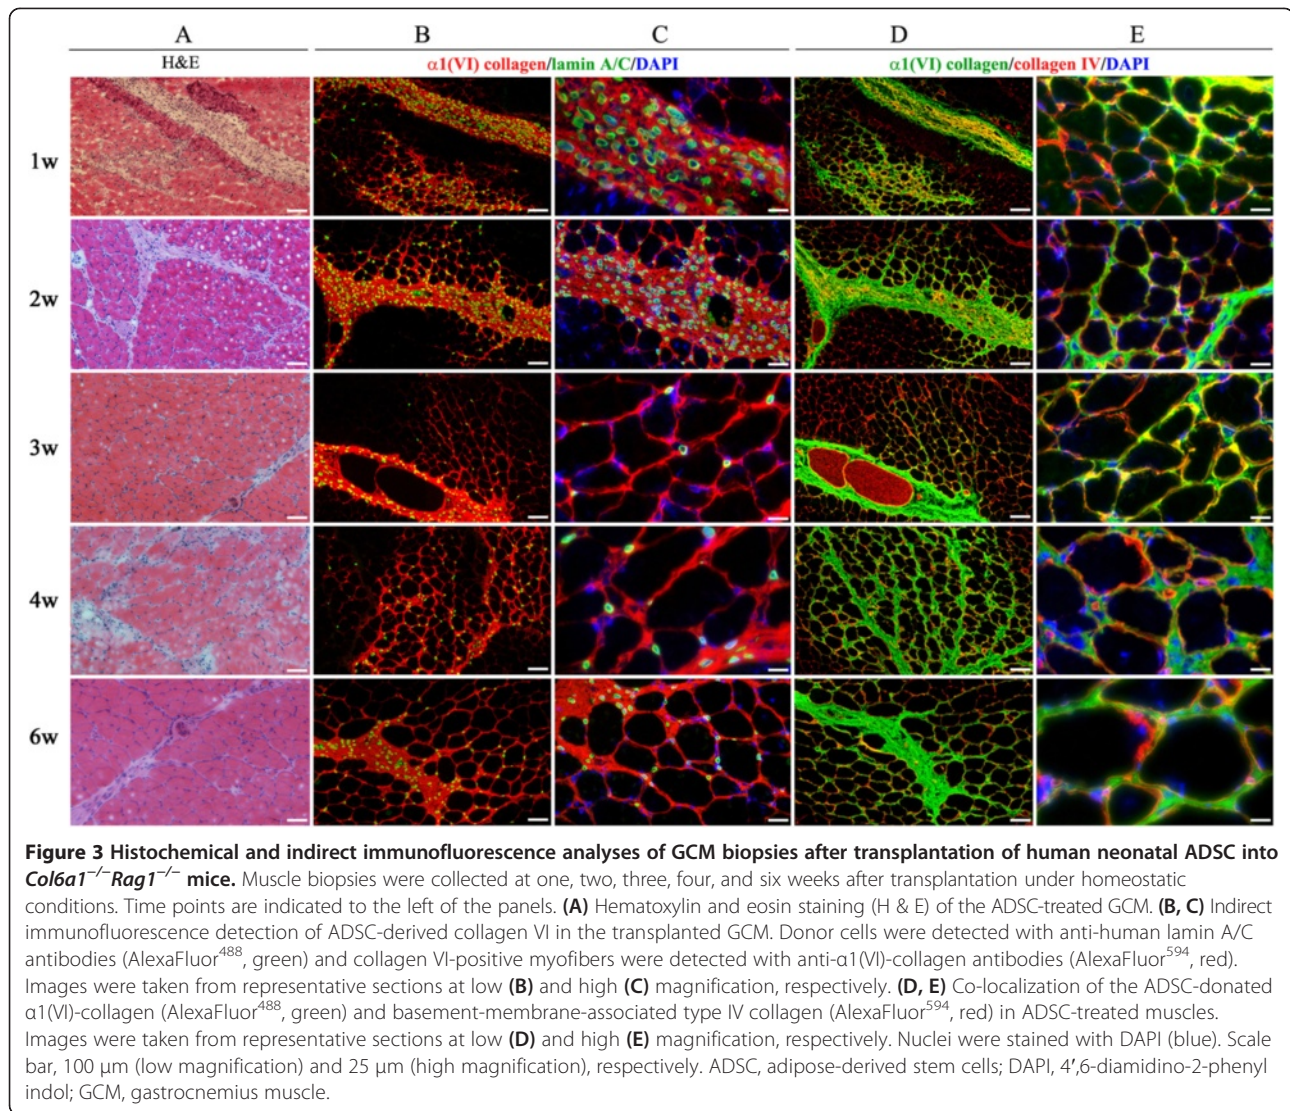 A B C D E
H&E α1(VI) collagen/lamin A/C/DAPI α1(VI) collagen/collagen IV/DAPI
1w
2w
3w
4w
6w
Figure 3 Histochemical and indirect immunofluorescence analyses of GCM biopsies after transplantation of human neonatal ADSC into
Col6a1−/−Rag1−/− mice. Muscle biopsies were collected at one, two, three, four, and six weeks after transplantation under homeostatic
conditions. Time points are indicated to the left of the panels. (A) Hematoxylin and eosin staining (H & E) of the ADSC-treated GCM. (B, C) Indirect
immunofluorescence detection of ADSC-derived collagen VI in the transplanted GCM. Donor cells were detected with anti-human lamin A/C
antibodies (AlexaFluor488, green) and collagen VI-positive myofibers were detected with anti-α1(VI)-collagen antibodies (AlexaFluor594, red).
Images were taken from representative sections at low (B) and high (C) magnification, respectively. (D, E) Co-localization of the ADSC-donated
α1(VI)-collagen (AlexaFluor488, green) and basement-membrane-associated type IV collagen (AlexaFluor594, red) in ADSC-treated muscles.
Images were taken from representative sections at low (D) and high (E) magnification, respectively. Nuclei were stained with DAPI (blue). Scale
bar, 100 μm (low magnification) and 25 μm (high magnification), respectively. ADSC, adipose-derived stem cells; DAPI, 4′,6-diamidino-2-phenyl
indol; GCM, gastrocnemius muscle.